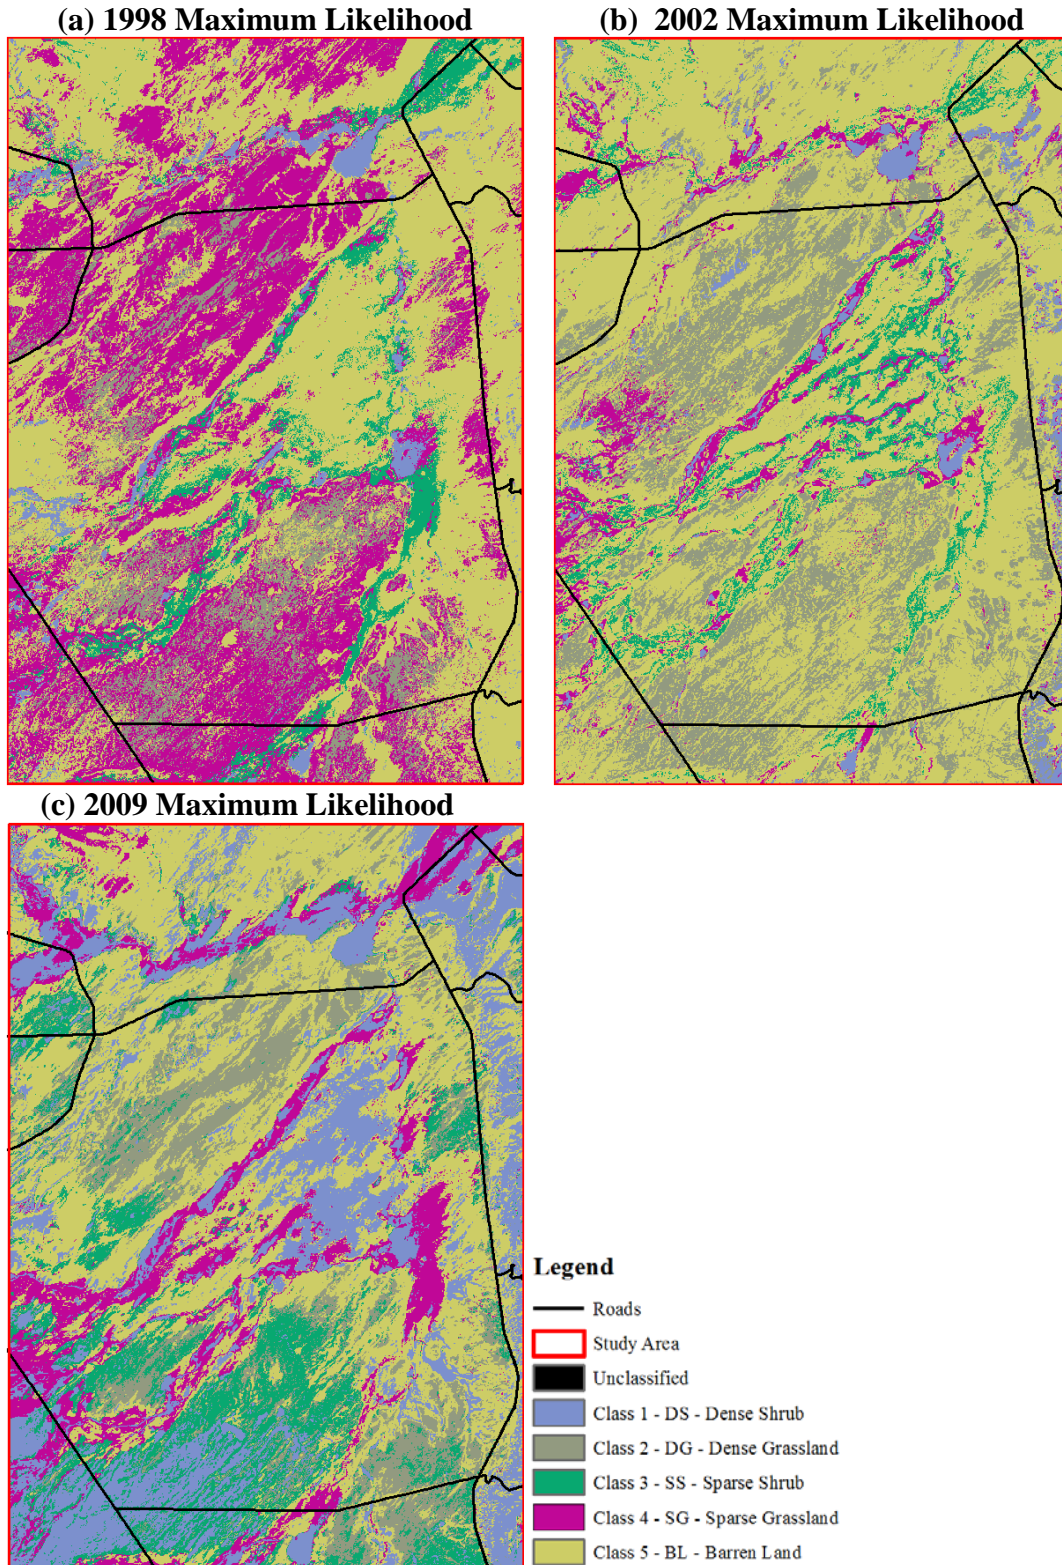 (a) 1998 Maximum Likelihood
(b) 2002 Maximum Likelihood
(c) 2009 Maximum Likelihood
Legend
Roads
Study Area
Unclassified
Class 1 - DS - Dense Shrub
Class 2 - DG - Dense Grassland
Class 3 - SS - Sparse Shrub
Class 4 - SG - Sparse Grassland
Class 5 - BL - Barren Land